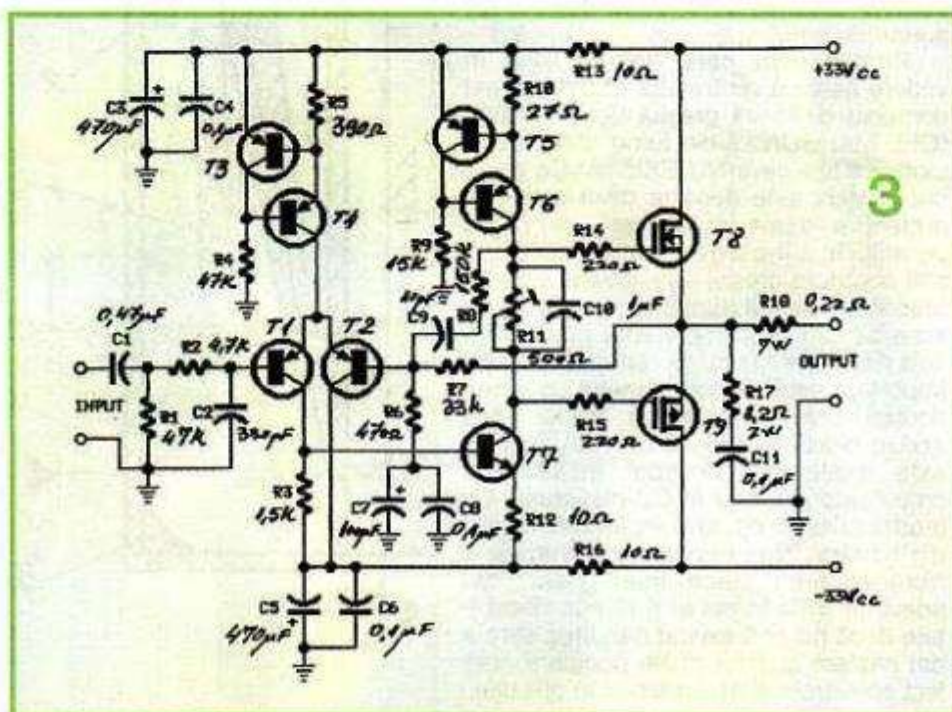 R13 10Ω
+33Vcc
C3
470μF
C4
0,1μF
R5
390Ω
R10
27Ω
T3
T5
3
T4
T6
R4
47K
R9
15K
R8
150K
R14
220Ω
T8
C9
C10
1μF
R18 0,22Ω
7W
0,47μF
C1
R2 4,7K
T1
T2
R11
500Ω
OUTPUT
INPUT
R1
47K
C2
390pF
R6
470Ω
R7
33K
R15
220Ω
T9
R17
8,2Ω
2W
C11
0,1μF
T7
R3
1,5K
C7
C8
0,1μF
R12 10Ω
R16 10Ω
-33Vcc
C5
470μF
C6
0,1μF